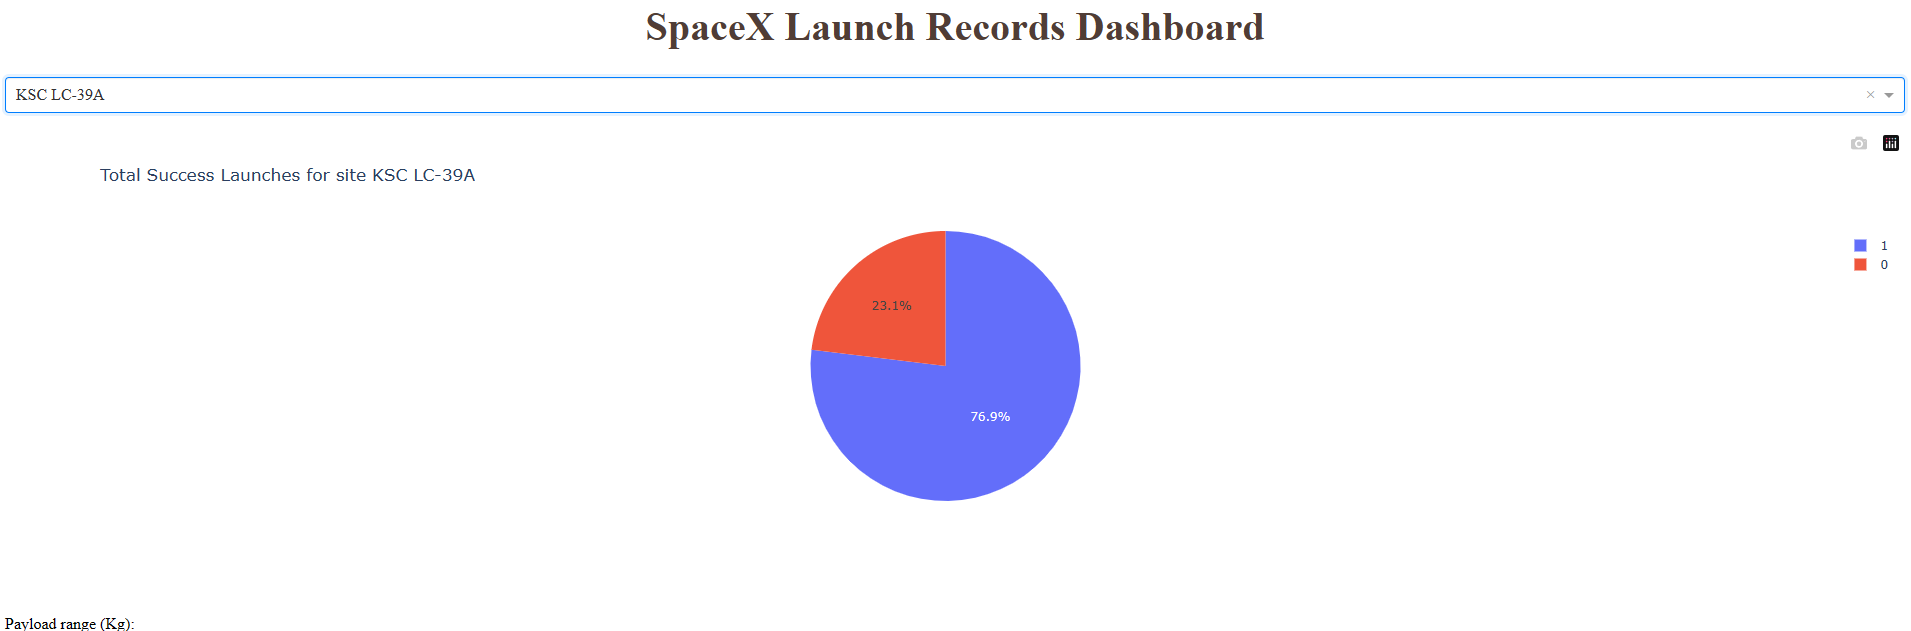 SpaceX Launch Records Dashboard
KSC LC-39A
Total Success Launches for site KSC LC-39A
1
0
23.1%
76.9%
Payload range (Kg):